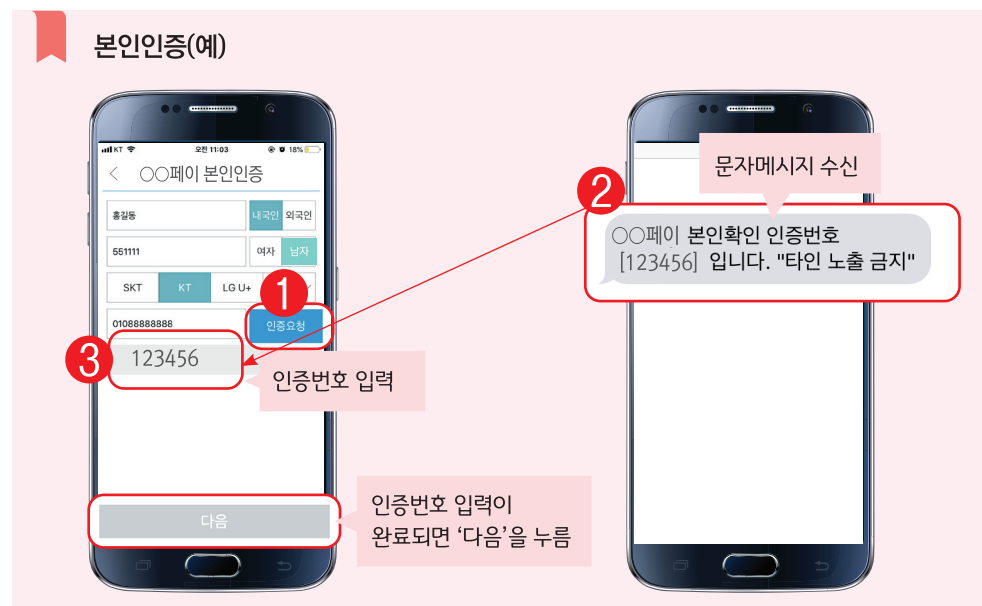 본인인증(예)
KT
오전 11:03
18%
○○페이 본인인증
홍길동
내국인
외국인
551111
여자
남자
SKT
KT
LG U+
1
01088888888
인증요청
3
123456
인증번호 입력
다음
인증번호 입력이
완료되면 ‘다음’을 누름
문자메시지 수신
2
○○페이 본인확인 인증번호
[123456] 입니다. "타인 노출 금지"